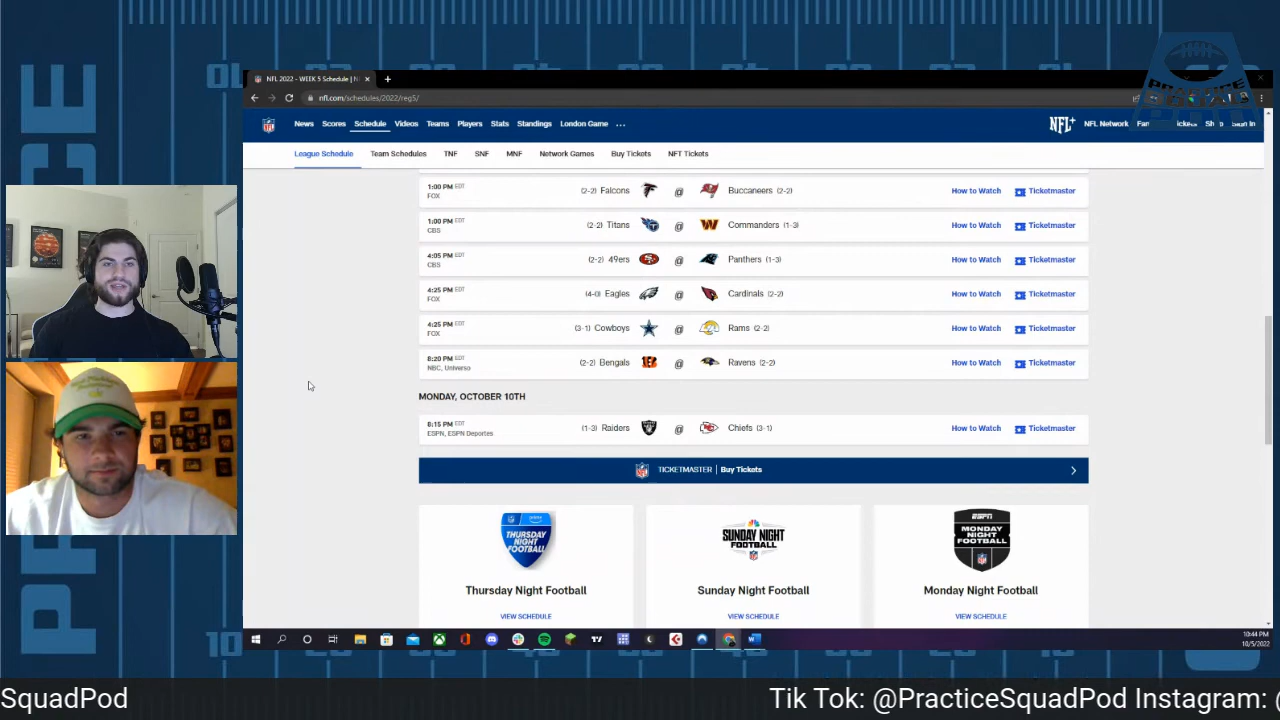 NFL 2022 - WEEK 5 Schedule | N
nfl.com/schedules/2022/reg5/
News Scores Schedule Videos Teams Players Stats Standings London Game ...
NFL+ NFL Network
Sign In
League Schedule Team Schedules TNF SNF MNF Network Games Buy Tickets NFT Tickets
1:00 PM EDT (2-2) Falcons @ Buccaneers (2-2) How to Watch Ticketmaster
FOX
1:00 PM EDT (2-2) Titans @ Commanders (1-3) How to Watch Ticketmaster
CBS
4:05 PM EDT (2-2) 49ers @ Panthers (1-3) How to Watch Ticketmaster
CBS
4:25 PM EDT (4-0) Eagles @ Cardinals (2-2) How to Watch Ticketmaster
FOX
4:25 PM EDT (3-1) Cowboys @ Rams (2-2) How to Watch Ticketmaster
FOX
8:20 PM EDT (2-2) Bengals @ Ravens (2-2) How to Watch Ticketmaster
NBC, Universo
MONDAY, OCTOBER 10TH
8:15 PM EDT (1-3) Raiders @ Chiefs (3-1) How to Watch Ticketmaster
ESPN, ESPN Deportes
TICKETMASTER | Buy Tickets
THURSDAY
NIGHT
FOOTBALL
SUNDAY NIGHT
FOOTBALL
ESPN
MONDAY
NIGHT
FOOTBALL
Thursday Night Football Sunday Night Football Monday Night Football
VIEW SCHEDULE VIEW SCHEDULE VIEW SCHEDULE
10:44 PM
10/5/2022
SquadPod Tik Tok: @PracticeSquadPod Instagram: @